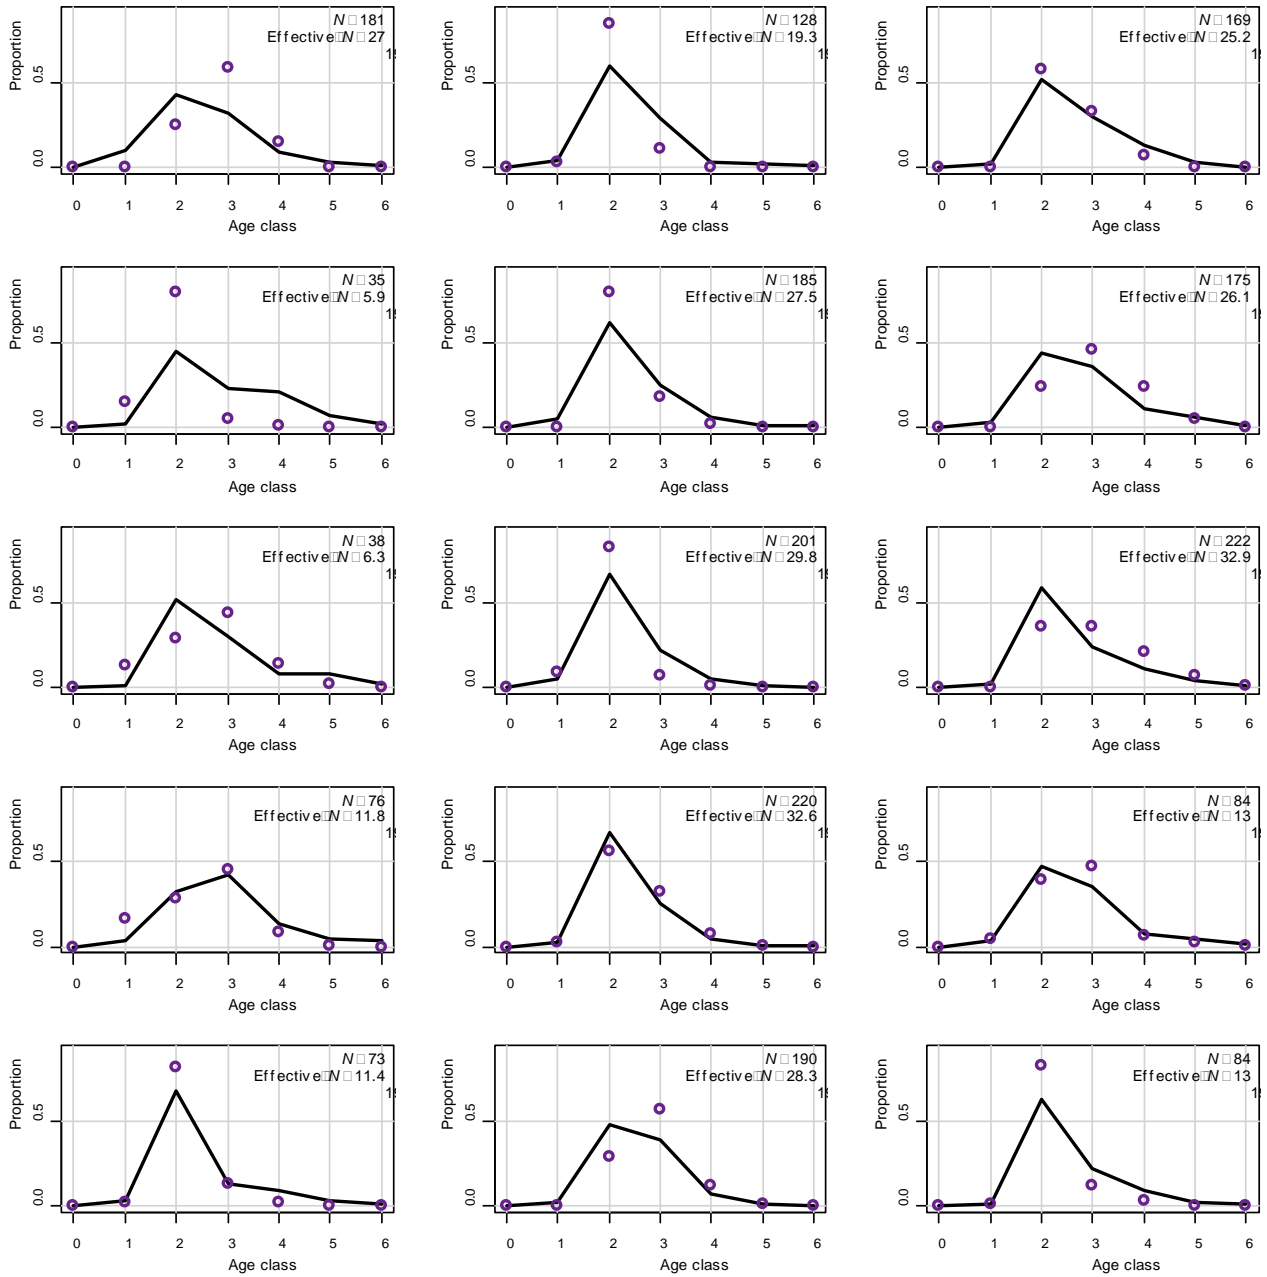 N□181
Effective□N□27
Proportion
0.5
0.0
0 1 2 3 4 5 6
Age class
N□128
Effective□N□19.3
Proportion
0.5
0.0
0 1 2 3 4 5 6
Age class
N□169
Effective□N□25.2
Proportion
0.5
0.0
0 1 2 3 4 5 6
Age class
N□35
Effective□N□5.9
Proportion
0.5
0.0
0 1 2 3 4 5 6
Age class
N□185
Effective□N□27.5
Proportion
0.5
0.0
0 1 2 3 4 5 6
Age class
N□175
Effective□N□26.1
Proportion
0.5
0.0
0 1 2 3 4 5 6
Age class
N□38
Effective□N□6.3
Proportion
0.5
0.0
0 1 2 3 4 5 6
Age class
N□201
Effective□N□29.8
Proportion
0.5
0.0
0 1 2 3 4 5 6
Age class
N□222
Effective□N□32.9
Proportion
0.5
0.0
0 1 2 3 4 5 6
Age class
N□76
Effective□N□11.8
Proportion
0.5
0.0
0 1 2 3 4 5 6
Age class
N□220
Effective□N□32.6
Proportion
0.5
0.0
0 1 2 3 4 5 6
Age class
N□84
Effective□N□13
Proportion
0.5
0.0
0 1 2 3 4 5 6
Age class
N□73
Effective□N□11.4
Proportion
0.5
0.0
0 1 2 3 4 5 6
Age class
N□190
Effective□N□28.3
Proportion
0.5
0.0
0 1 2 3 4 5 6
Age class
N□84
Effective□N□13
Proportion
0.5
0.0
0 1 2 3 4 5 6
Age class